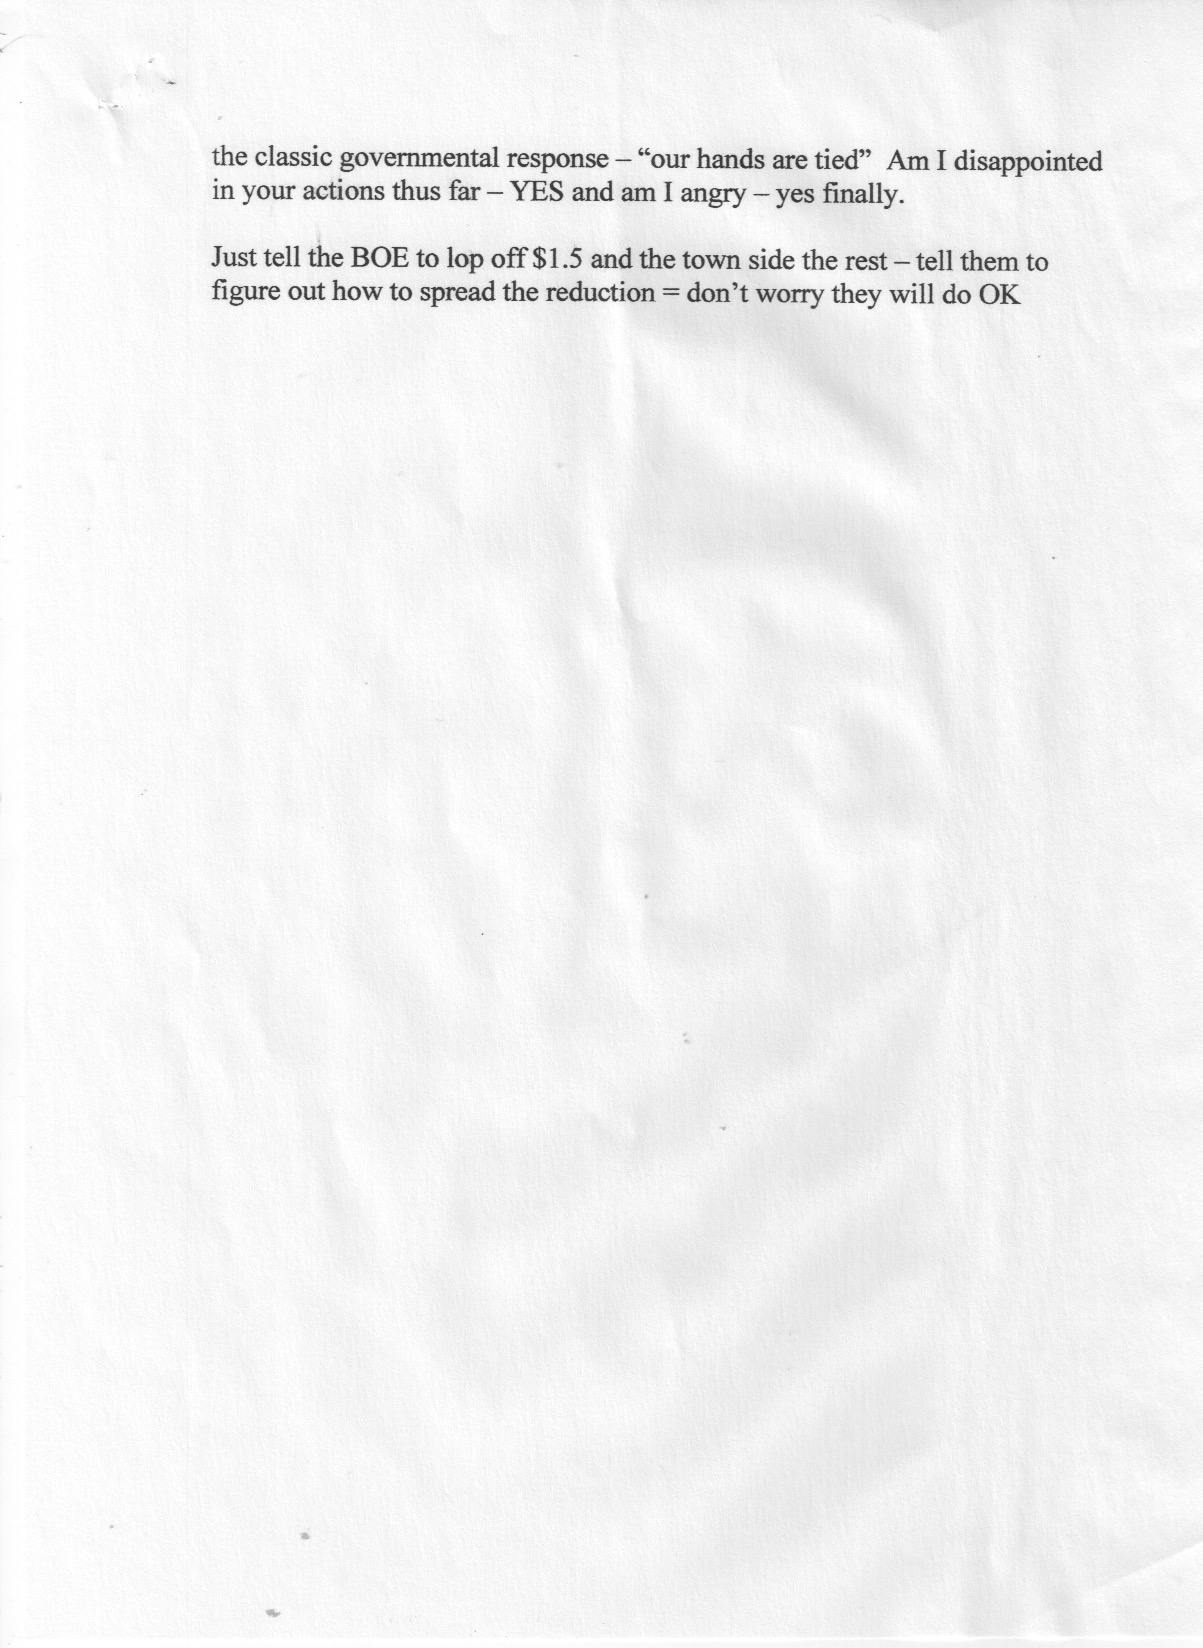 the classic governmental response – “our hands are tied”  Am I disappointed
in your actions thus far – YES and am I angry – yes finally.
Just tell the BOE to lop off $1.5 and the town side the rest – tell them to
figure out how to spread the reduction = don’t worry they will do OK